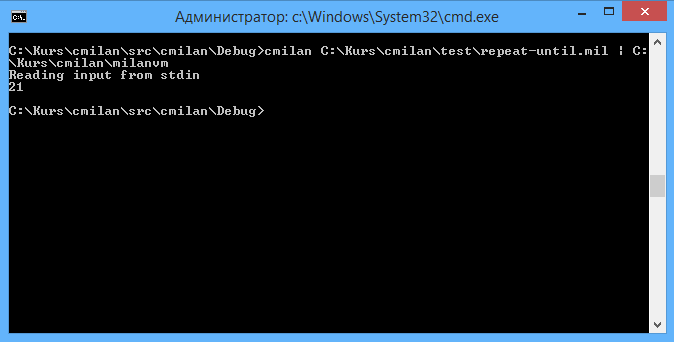 Администратор: c:\Windows\System32\cmd.exe
C:\Kurs\cmilan\src\cmilan\Debug>cmilan C:\Kurs\cmilan\test\repeat-until.mil | C:
\Kurs\cmilan\milanvm
Reading input from stdin
21
C:\Kurs\cmilan\src\cmilan\Debug>